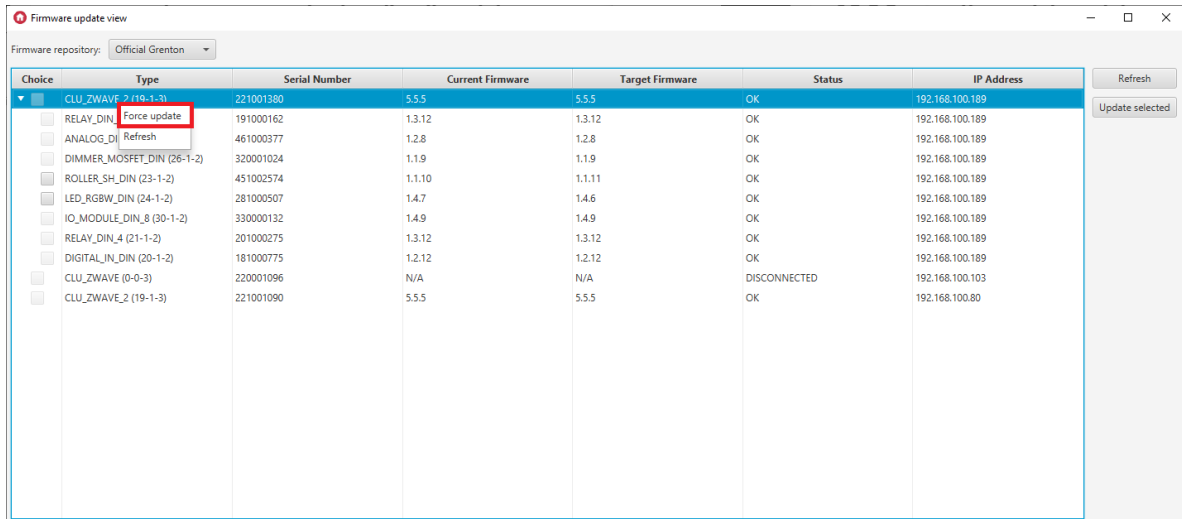 Firmware update view
Firmware repository: Official Grenton
Choice Type Serial Number Current Firmware Target Firmware Status IP Address Refresh
CLU_ZWAVE_2 (19-1-3) 221001380 5.5.5 5.5.5 OK 192.168.100.189
Update selected
Force update
RELAY_DIN_ 191000162 1.3.12 1.3.12 OK 192.168.100.189
Refresh
ANALOG_DI 461000377 1.2.8 1.2.8 OK 192.168.100.189
DIMMER_MOSFET_DIN (26-1-2) 320001024 1.1.9 1.1.9 OK 192.168.100.189
ROLLER_SH_DIN (23-1-2) 451002574 1.1.10 1.1.11 OK 192.168.100.189
LED_RGBW_DIN (24-1-2) 281000507 1.4.7 1.4.6 OK 192.168.100.189
IO_MODULE_DIN_8 (30-1-2) 330000132 1.4.9 1.4.9 OK 192.168.100.189
RELAY_DIN_4 (21-1-2) 201000275 1.3.12 1.3.12 OK 192.168.100.189
DIGITAL_IN_DIN (20-1-2) 181000775 1.2.12 1.2.12 OK 192.168.100.189
CLU_ZWAVE (0-0-3) 220001096 N/A N/A DISCONNECTED 192.168.100.103
CLU_ZWAVE_2 (19-1-3) 221001090 5.5.5 5.5.5 OK 192.168.100.80